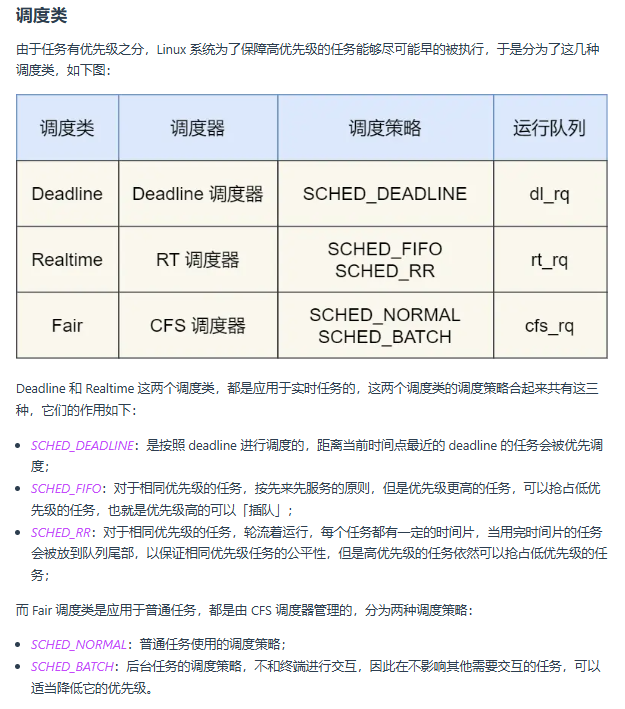 调度类
由于任务有优先级之分，Linux 系统为了保障高优先级的任务能够尽可能早的被执行，于是分为了这几种
调度类，如下图：
调度类 调度器 调度策略 运行队列
Deadline Deadline 调度器 SCHED_DEADLINE dl_rq
Realtime RT 调度器 SCHED_FIFO
SCHED_RR rt_rq
Fair CFS 调度器 SCHED_NORMAL
SCHED_BATCH cfs_rq
Deadline 和 Realtime 这两个调度类，都是应用于实时任务的，这两个调度类的调度策略合起来共有这三
种，它们的作用如下：
SCHED_DEADLINE：是按照 deadline 进行调度的，距离当前时间点最近的 deadline 的任务会被优先调
度；
SCHED_FIFO：对于相同优先级的任务，按先来先服务的原则，但是优先级更高的任务，可以抢占低优
先级的任务，也就是优先级高的可以「插队」；
SCHED_RR：对于相同优先级的任务，轮流着运行，每个任务都有一定的时间片，当用完时间片的任务
会被放到队列尾部，以保证相同优先级任务的公平性，但是高优先级的任务依然可以抢占低优先级的任
务；
而 Fair 调度类是应用于普通任务，都是由 CFS 调度器管理的，分为两种调度策略：
SCHED_NORMAL：普通任务使用的调度策略；
SCHED_BATCH：后台任务的调度策略，不和终端进行交互，因此在不影响其他需要交互的任务，可以
适当降低它的优先级。